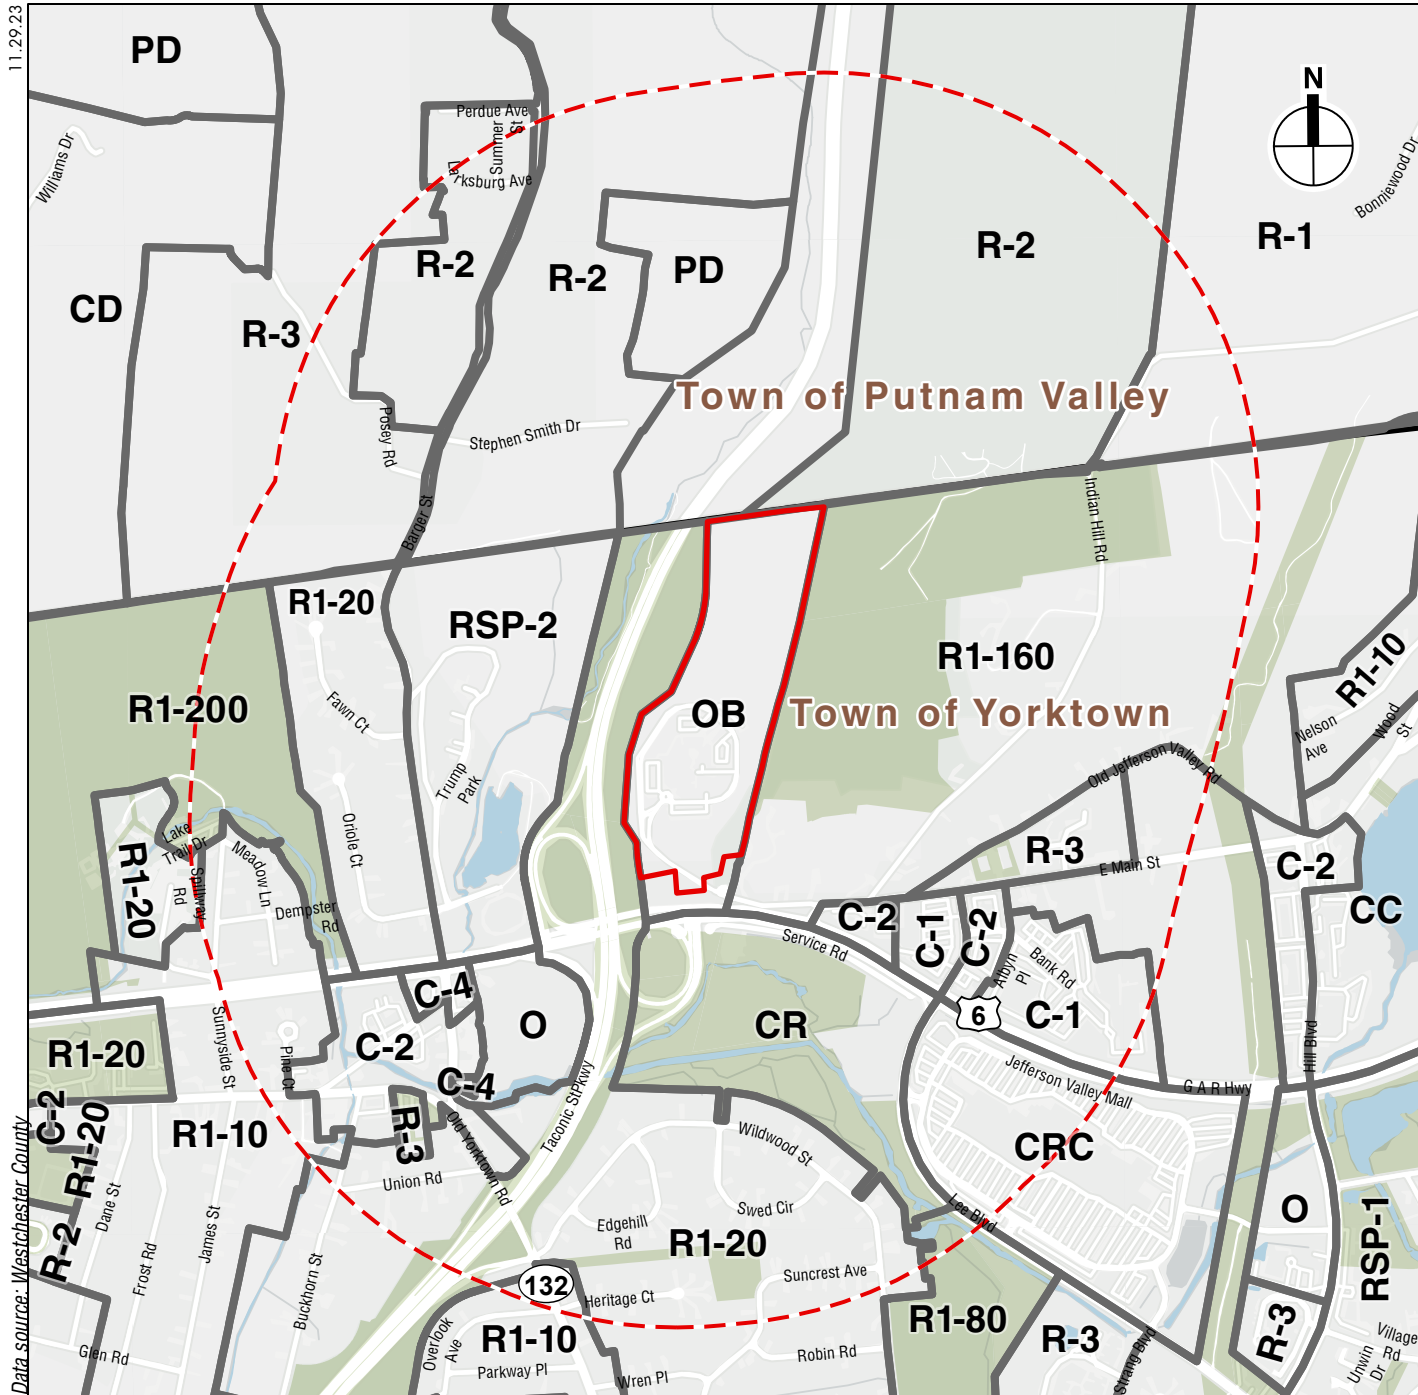 11.29.23
PD
N
Perdue Ave
Summer
St
Williams Dr
Larksburg Ave
Bonniewood Dr
R-2
R-2
PD
R-2
R-1
CD
R-3
Town of Putnam Valley
Posey Rd
Stephen Smith Dr
Barger St
Indian Hill Rd
R1-20
RSP-2
R1-160
R1-10
R1-200
Fawn Ct
OB
Town of Yorktown
Nelson
Ave
Wood
St
Trump
Park
Old Jefferson Valley Rd
Lake
Trail Dr
Oriole Ct
R-3
E Main St
C-2
R1-20
Spillway
Rd
Meadow Ln
Dempster
Rd
C-2
C-1
C-2
CC
Service Rd
Albyn
Pl
Bank Rd
C-4
O
CR
6
C-1
Sunnyside St
Pine Ct
C-2
R1-20
Hill Blvd
C-4
Taconic StPkwy
Jefferson Valley Mall
G A R Hwy
C-2
R1-20
R1-10
R-3
Old Yorktown Rd
Wildwood St
CRC
Data source: Westchester County
Dane St
Union Rd
Swed Cir
Lee Blvd
O
RSP-1
R-2
Frost Rd
James St
Edgehill
Rd
R1-20
Suncrest Ave
Buckhorn St
132
Heritage Ct
R1-80
R-3
R-3
Glen Rd
Overlook
Ave
R1-10
Parkway Pl
Wren Pl
Robin Rd
Strang Blvd
Village
Rd
Unwin
Dr